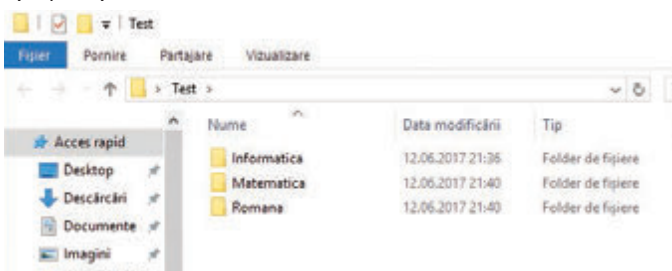 Test
Fișier Pornire Partajare Vizualizare
> Test >
Nume Data modificării Tip
Acces rapid
Informatica 12.06.2017 21:36 Folder de fișiere
Desktop
Matematica 12.06.2017 21:40 Folder de fișiere
Descărcări
Romana 12.06.2017 21:40 Folder de fișiere
Documente
Imagini